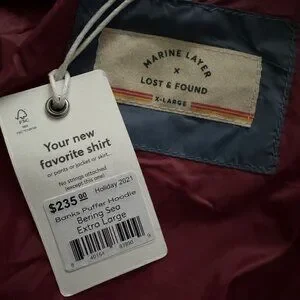 MARINE LAYER
×
LOST & FOUND
X-LARGE
FSC
Your new
favorite shirt
or pants or jacket or skirt...
No strings attached
(except this one)
$235.00 Holiday 2021
Banks Puffer Hoodie
Bering Sea
Extra Large